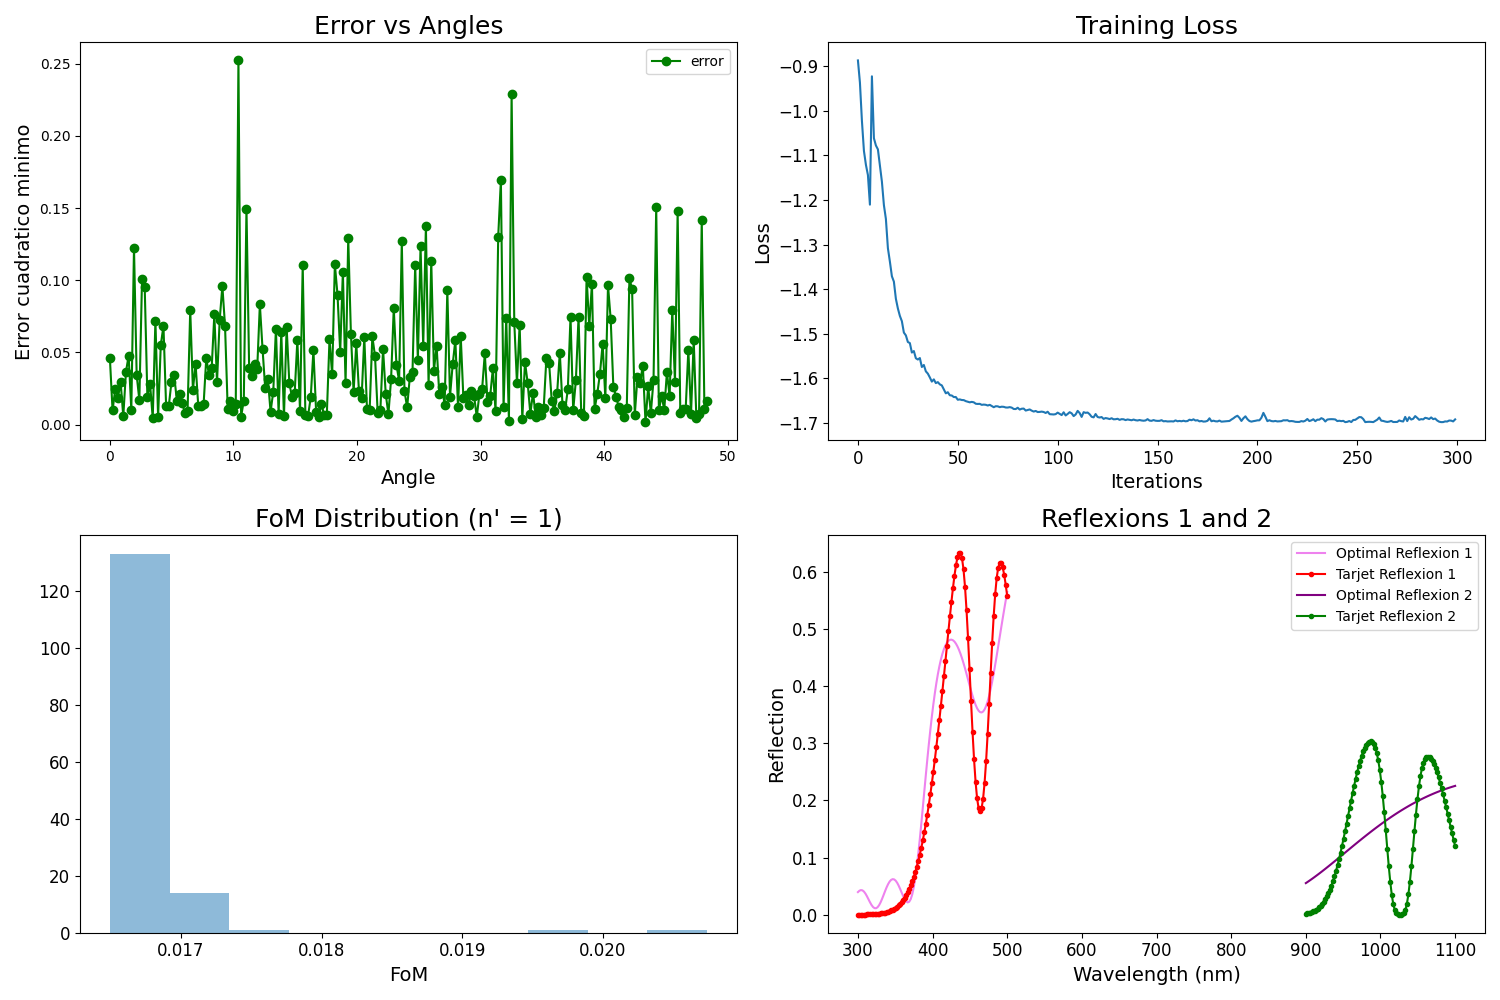 Error vs Angles
error
0.25
0.20
0.15
0.10
0.05
0.00
Error cuadratico minimo
0 10 20 30 40 50
Angle
Training Loss
−0.9
−1.0
−1.1
−1.2
−1.3
−1.4
−1.5
−1.6
−1.7
Loss
0 50 100 150 200 250 300
Iterations
FoM Distribution (n' = 1)
120
100
80
60
40
20
0
0.017 0.018 0.019 0.020
FoM
Reflexions 1 and 2
Optimal Reflexion 1
Tarjet Reflexion 1
Optimal Reflexion 2
Tarjet Reflexion 2
0.6
0.5
0.4
0.3
0.2
0.1
0.0
Reflection
300 400 500 600 700 800 900 1000 1100
Wavelength (nm)